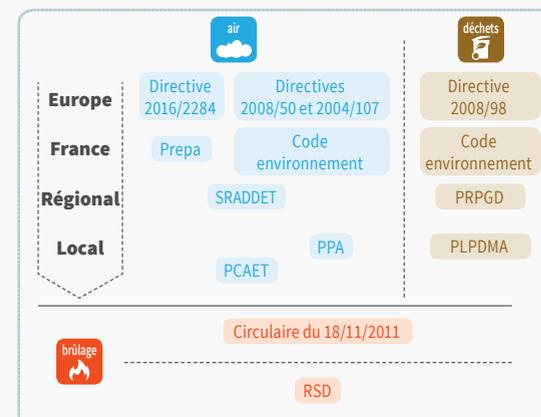 air
déchets
Europe
Directive
2016/2284
Directives
2008/50 et 2004/107
Directive
2008/98
France
Prepa
Code
environnement
Code
environnement
Régional
SRADDET
PRPGD
Local
PPA
PLPDMA
PCAET
brûlage
Circulaire du 18/11/2011
RSD